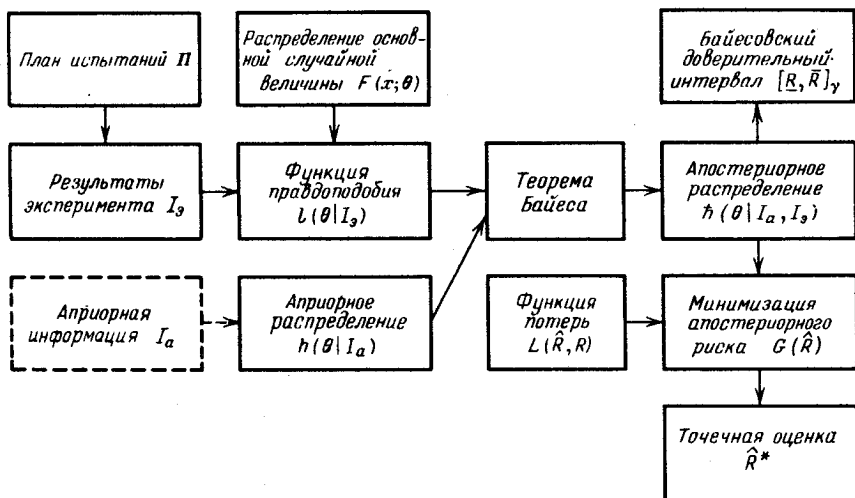 План испытаний П
Распределение основ-
ной случайной
величины F(x;θ)
Байесовский
доверительный
интервал [R̲, R̄]γ
Результаты
эксперимента Iэ
Функция
правдоподобия
l(θ|Iэ)
Теорема
Байеса
Апостериорное
распределение
ℏ(θ|Iа, Iэ)
Априорная
информация Iа
Априорное
распределение
h(θ|Iа)
Функция
потерь
L(R̂, R)
Минимизация
апостериорного
риска G(R̂)
Точечная оценка
R̂*